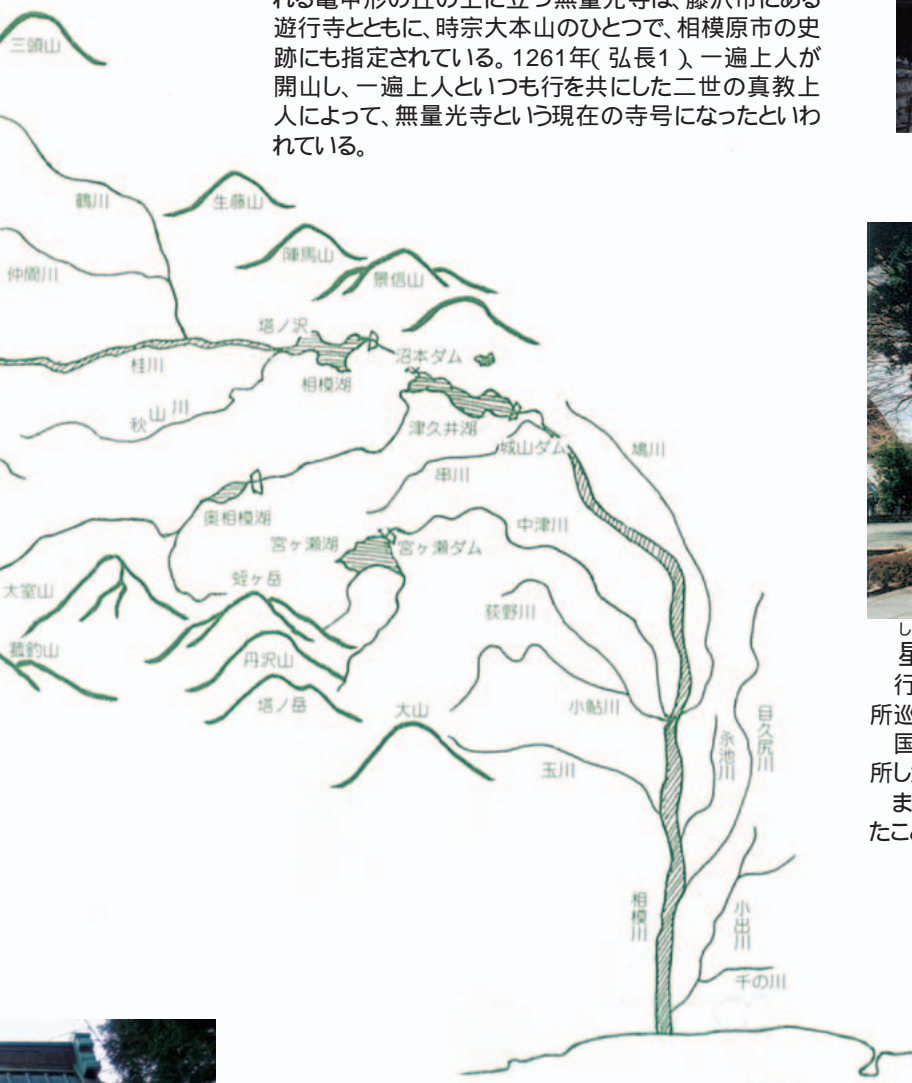 れる亀甲形の丘の上に立つ無量光寺は、藤沢市にある
遊行寺とともに、時宗大本山のひとつで、相模原市の史
跡にも指定されている。1261年( 弘長1 )、一遍上人が
開山し、一遍上人といつも行を共にした二世の真教上
人によって、無量光寺という現在の寺号になったといわ
れている。
三頭山
鶴川
生藤山
仲間川
陣馬山
景信山
塔ノ沢
沼本ダム
桂川
相模湖
秋山川
津久井湖
城山ダム
鳩川
串川
奥相模湖
中津川
宮ヶ瀬湖
宮ヶ瀬ダム
大室山
蛭ヶ岳
荻野川
菰釣山
丹沢山
塔ノ岳
大山
小鮎川
目久尻川
永池川
玉川
相模川
小出川
千の川
し
星
行
所巡
国
所し
ま
たこ